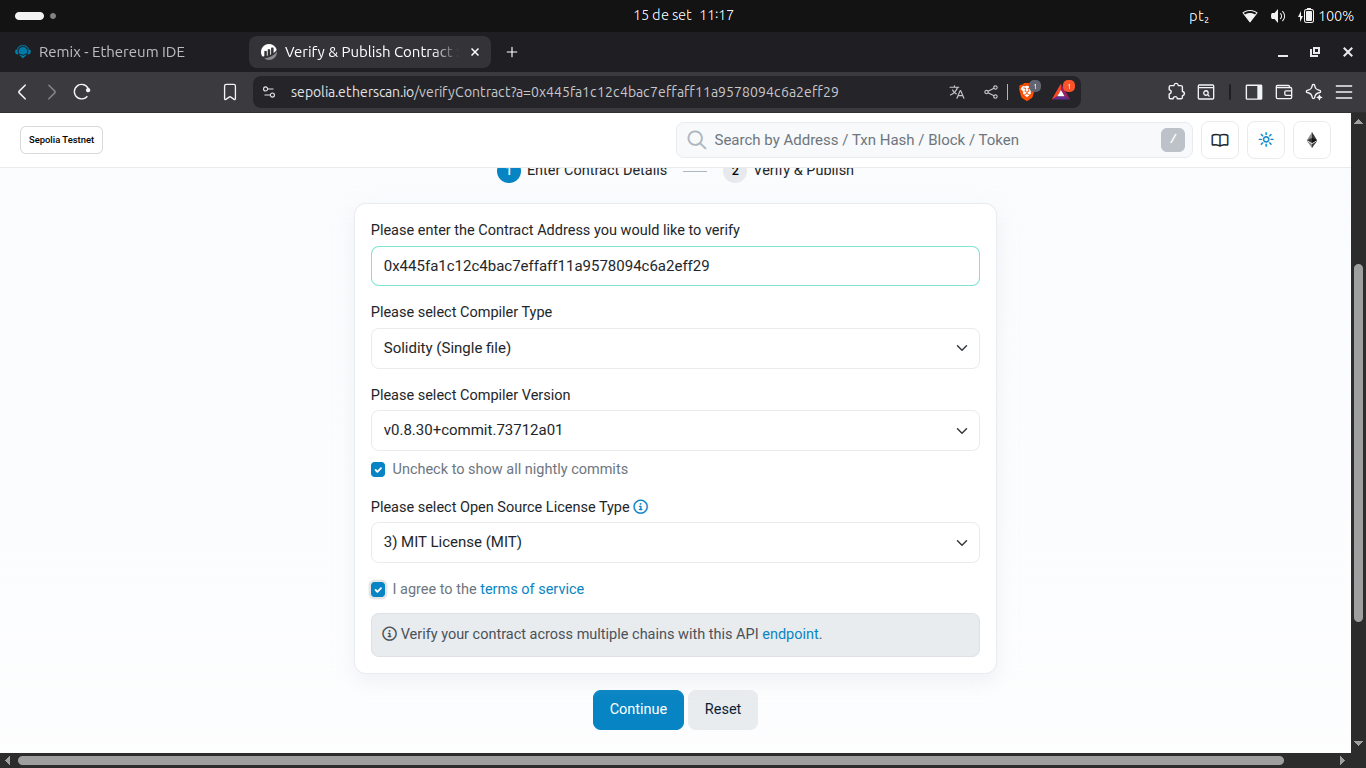 15 de set 11:17
pt₂
100%
Remix - Ethereum IDE
Verify & Publish Contract
sepolia.etherscan.io/verifyContract?a=0x445fa1c12c4bac7effaff11a9578094c6a2eff29
1
1
Sepolia Testnet
Search by Address / Txn Hash / Block / Token
/
1 Enter Contract Details
2 Verify & Publish
Please enter the Contract Address you would like to verify
0x445fa1c12c4bac7effaff11a9578094c6a2eff29
Please select Compiler Type
Solidity (Single file)
Please select Compiler Version
v0.8.30+commit.73712a01
Uncheck to show all nightly commits
Please select Open Source License Type
3) MIT License (MIT)
I agree to the terms of service
Verify your contract across multiple chains with this API endpoint.
Continue
Reset